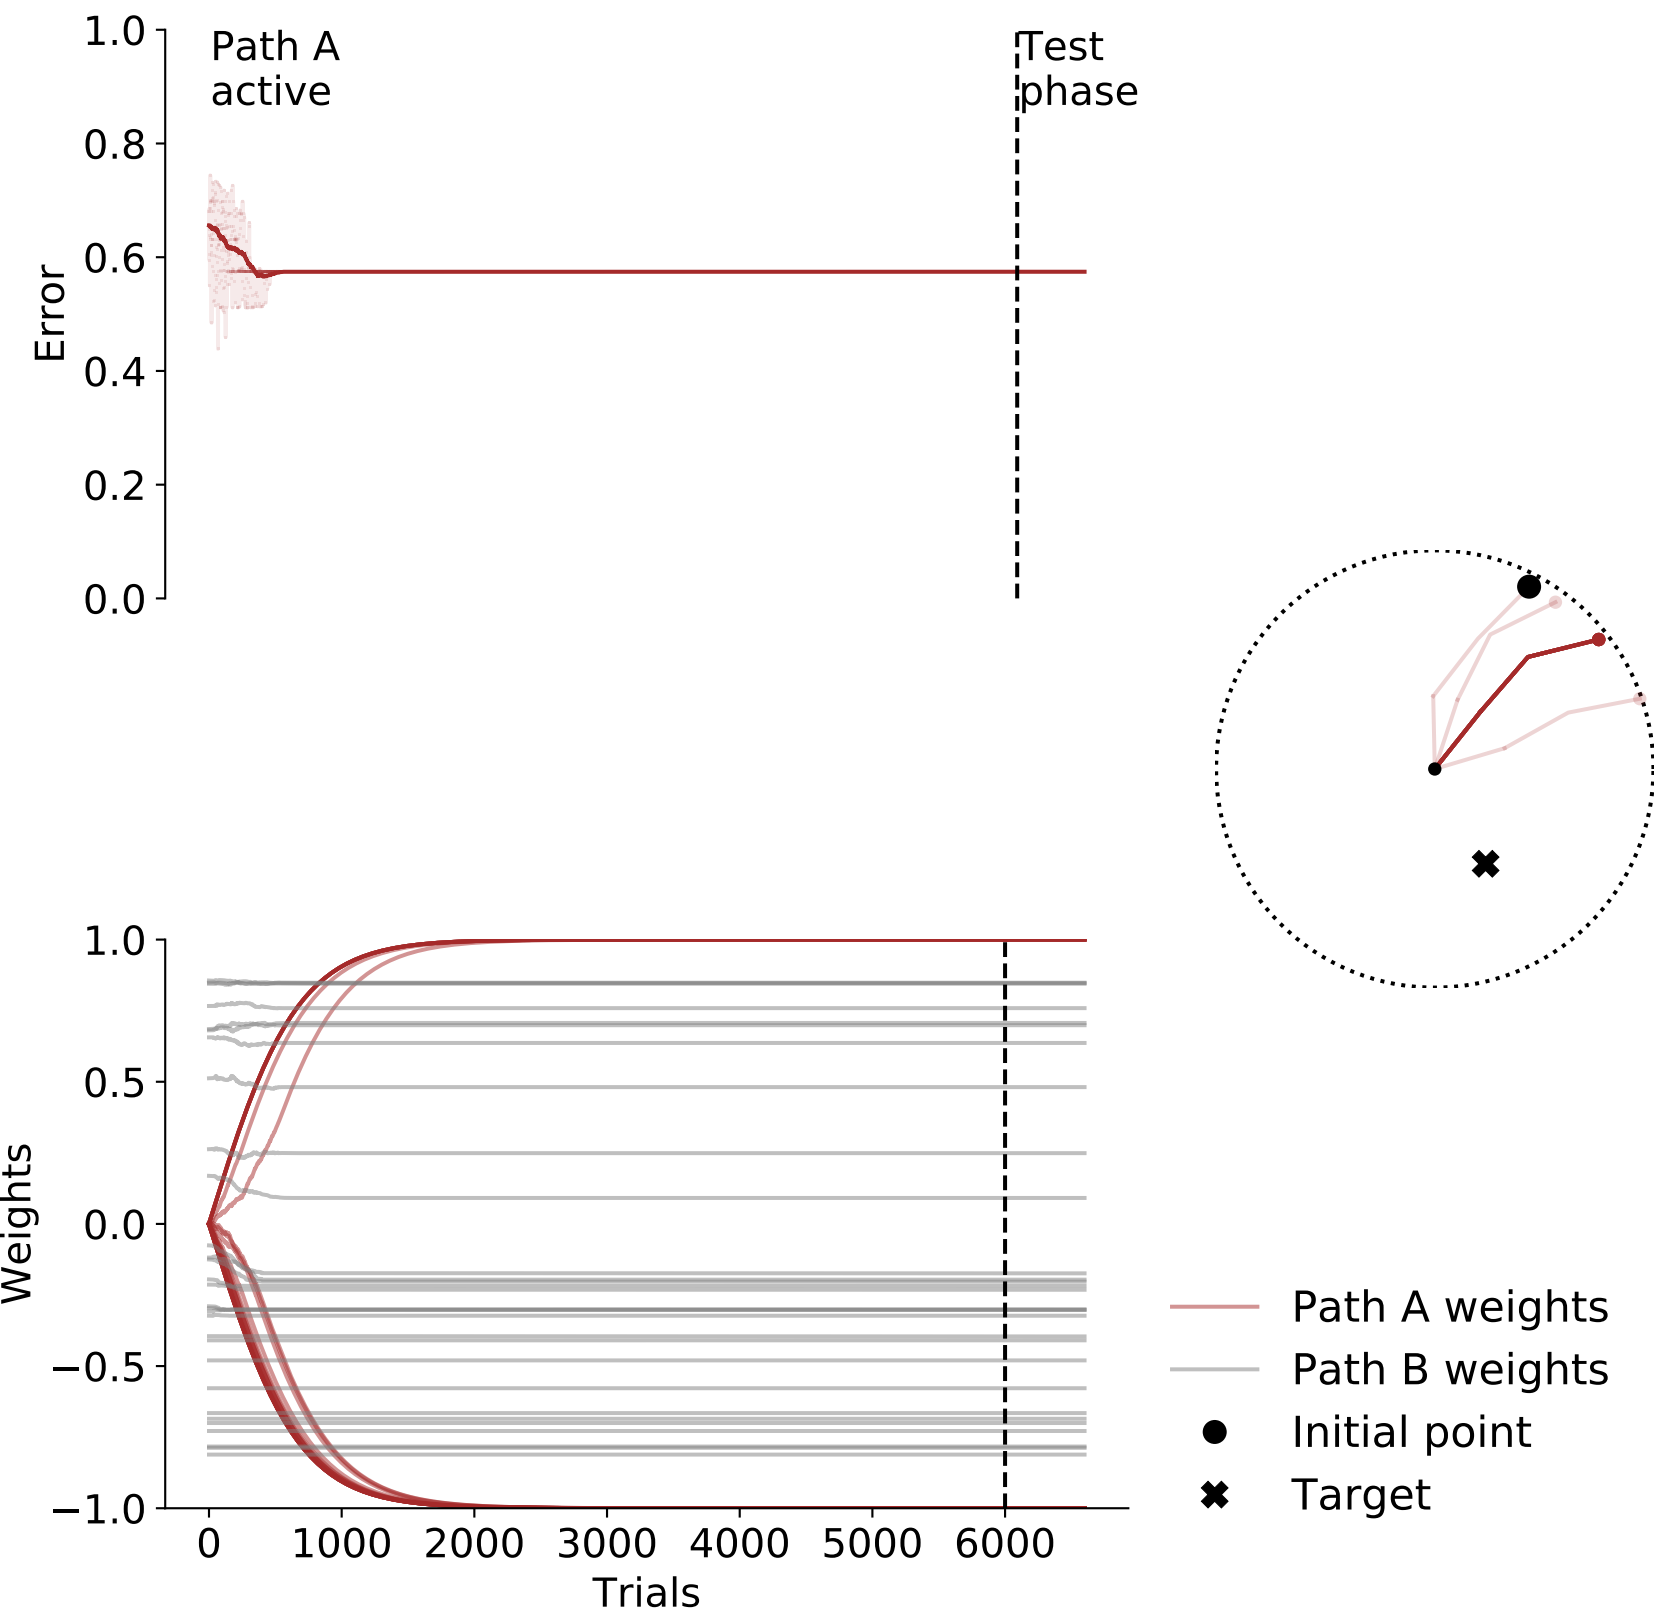 1.0
Path A
active
Test
phase
0.8
0.6
0.4
0.2
0.0
Error
1.0
0.5
0.0
−0.5
−1.0
Weights
0 1000 2000 3000 4000 5000 6000
Trials
Path A weights
Path B weights
Initial point
Target